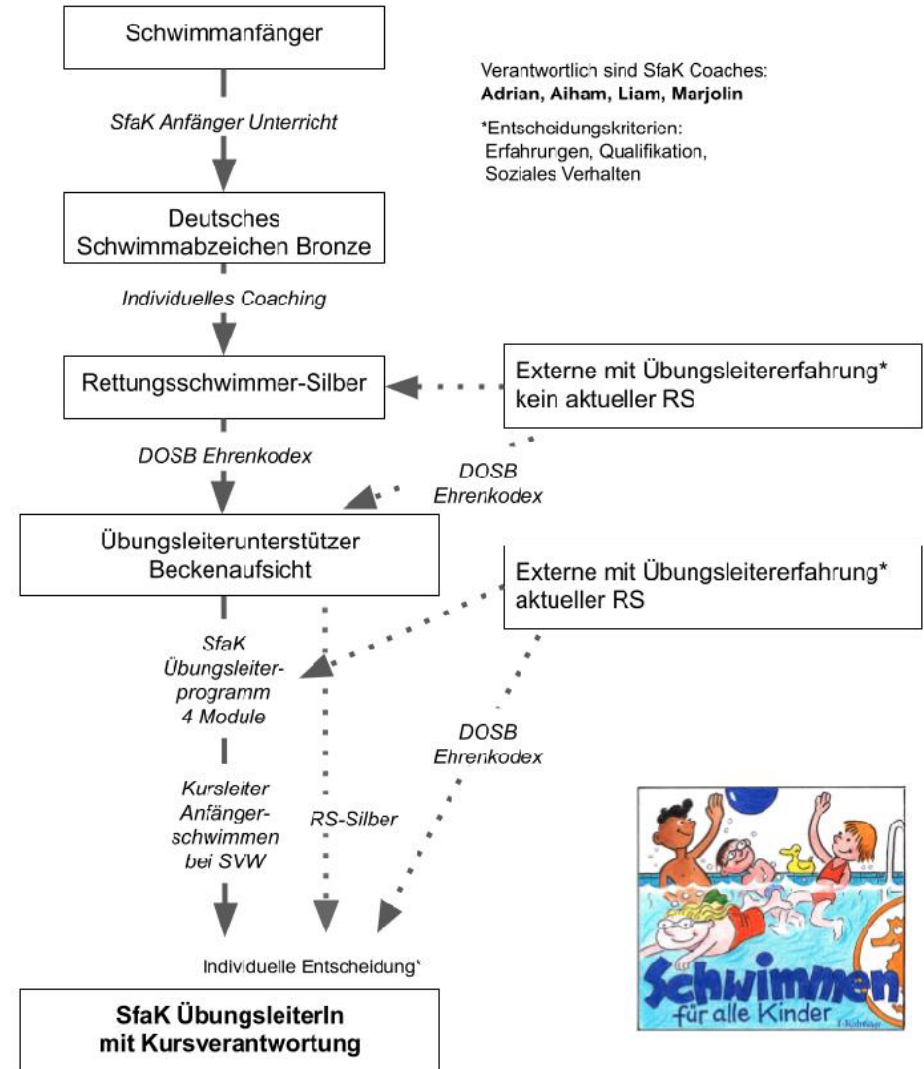 Schwimmanfänger
Verantwortlich sind SfaK Coaches:
Adrian, Aiham, Liam, Marjolin
*Entscheidungskriterien:
Erfahrungen, Qualifikation,
Soziales Verhalten
SfaK Anfänger Unterricht
Deutsches
Schwimmabzeichen Bronze
Individuelles Coaching
Rettungsschwimmer-Silber
Externe mit Übungsleitererfahrung*
kein aktueller RS
DOSB Ehrenkodex
DOSB
Ehrenkodex
Übungsleiterunterstützer
Beckenaufsicht
Externe mit Übungsleitererfahrung*
aktueller RS
SfaK
Übungsleiter-
programm
4 Module
DOSB
Ehrenkodex
Kursleiter
Anfänger-
schwimmen
bei SVW
RS-Silber
Individuelle Entscheidung*
SfaK ÜbungsleiterIn
mit Kursverantwortung
Schwimmen
für alle Kinder